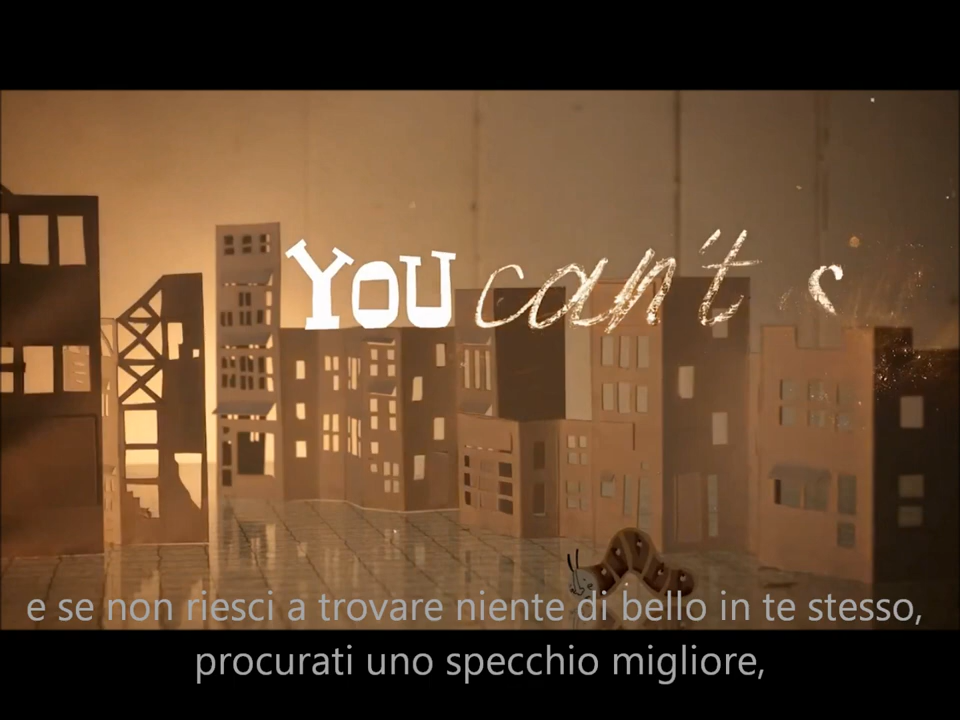 You can't
e se non riesci a trovare niente di bello in te stesso,
procurati uno specchio migliore,